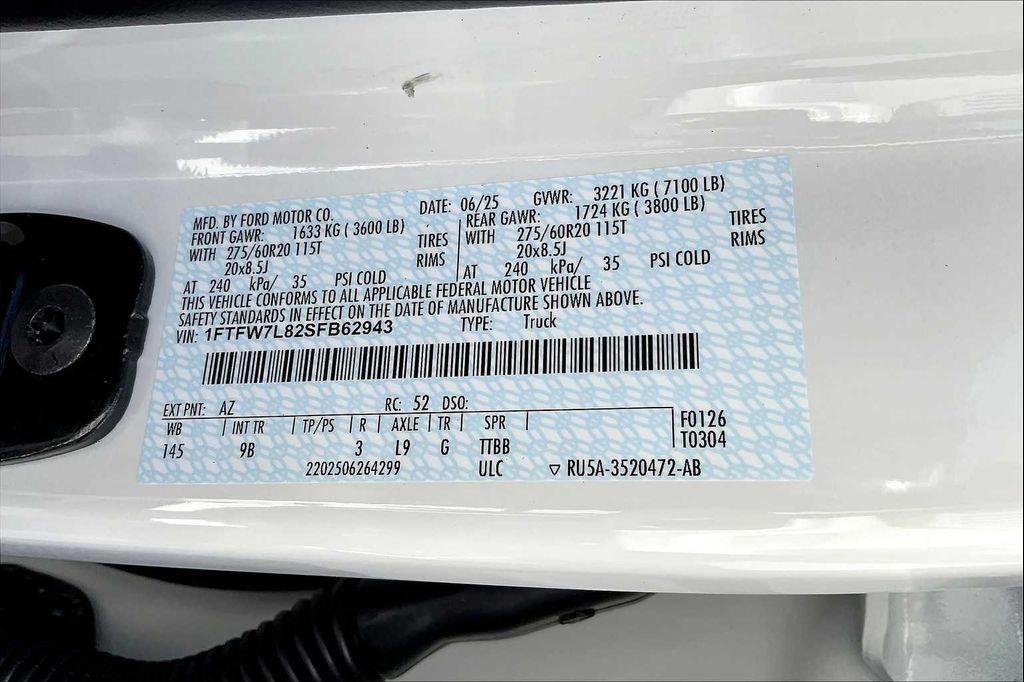 MFD. BY FORD MOTOR CO. DATE: 06/25 GVWR: 3221 KG ( 7100 LB)
FRONT GAWR: 1633 KG ( 3600 LB) REAR GAWR: 1724 KG ( 3800 LB)
WITH 275/60R20 115T TIRES WITH 275/60R20 115T TIRES
20x8.5J RIMS 20x8.5J RIMS
AT 240 kPa/ 35 PSI COLD AT 240 kPa/ 35 PSI COLD
THIS VEHICLE CONFORMS TO ALL APPLICABLE FEDERAL MOTOR VEHICLE
SAFETY STANDARDS IN EFFECT ON THE DATE OF MANUFACTURE SHOWN ABOVE.
VIN: 1FTFW7L82SFB62943 TYPE: Truck
EXT PNT: AZ RC: 52 DSO:
WB INT TR TP/PS R AXLE TR SPR F0126
145 9B 3 L9 G TTBB T0304
2202506264299 ULC ▽ RU5A-3520472-AB